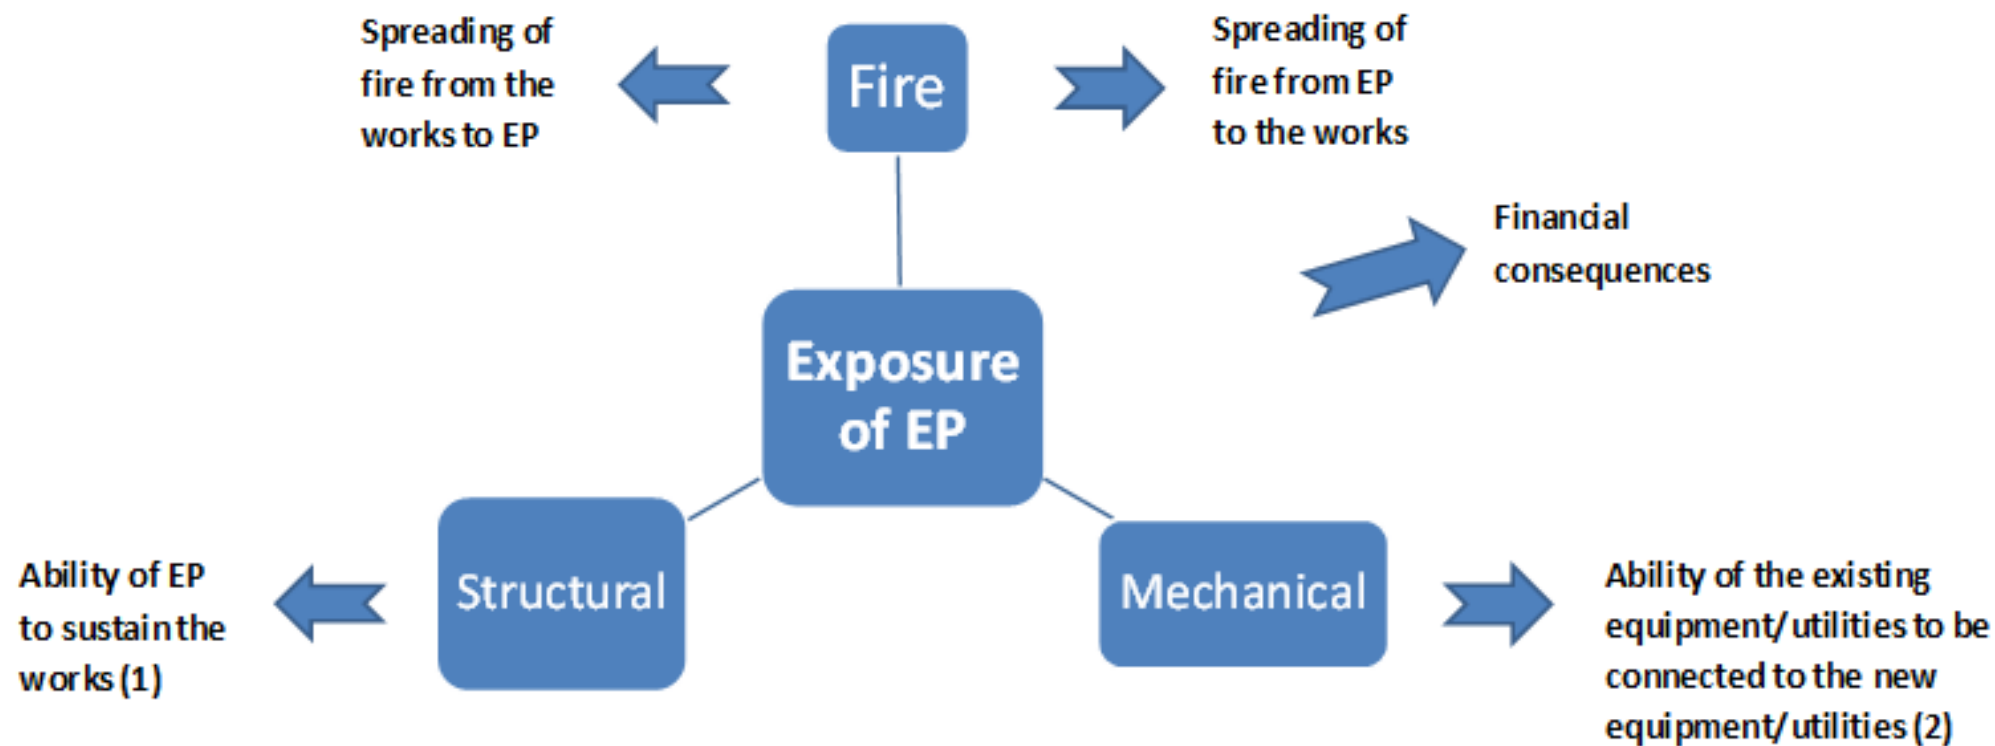 Spreading of
fire from the
works to EP
Fire
Spreading of
fire from EP
to the works
Financial
consequences
Exposure
of EP
Structural
Ability of EP
to sustain the
works (1)
Mechanical
Ability of the existing
equipment/utilities to be
connected to the new
equipment/utilities (2)